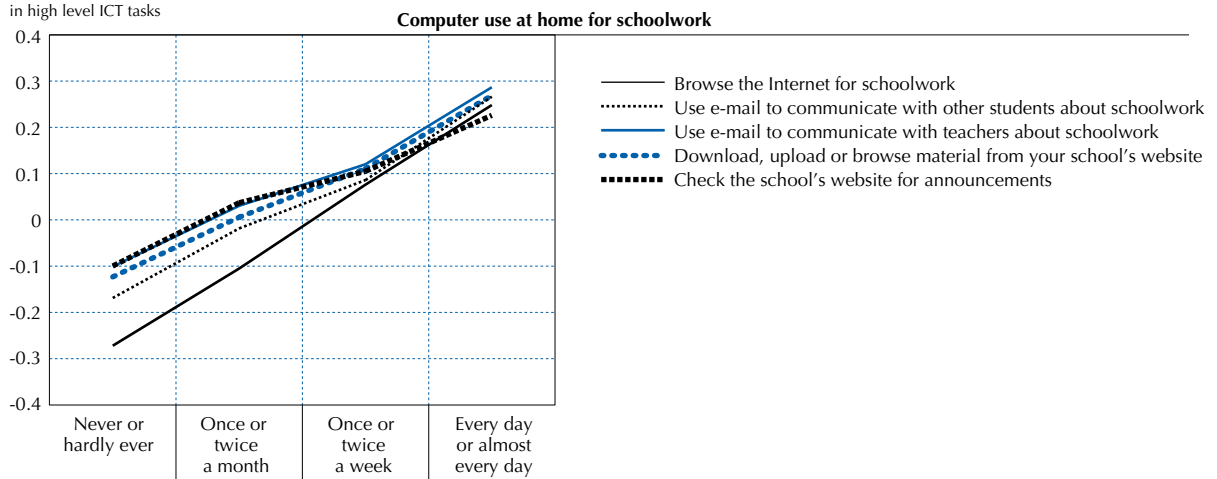 in high level ICT tasks
Computer use at home for schoolwork
0.4
0.3
0.2
0.1
0
-0.1
-0.2
-0.3
-0.4
Browse the Internet for schoolwork
Use e-mail to communicate with other students about schoolwork
Use e-mail to communicate with teachers about schoolwork
Download, upload or browse material from your school’s website
Check the school’s website for announcements
Never or
hardly ever
Once or
twice
a month
Once or
twice
a week
Every day
or almost
every day